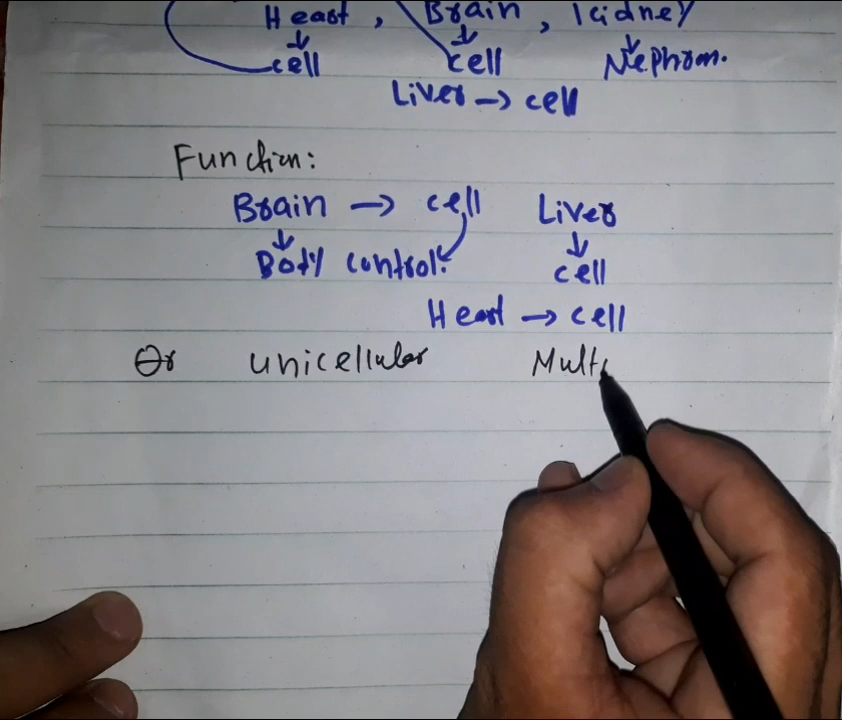 Heart, Brain, Kidney
↓ ↓ ↓
cell cell Nephron.
Liver → cell
Function:
Brain → cell Liver
↓ ↓
Body control. cell
Heart → cell
Or unicellular Multi